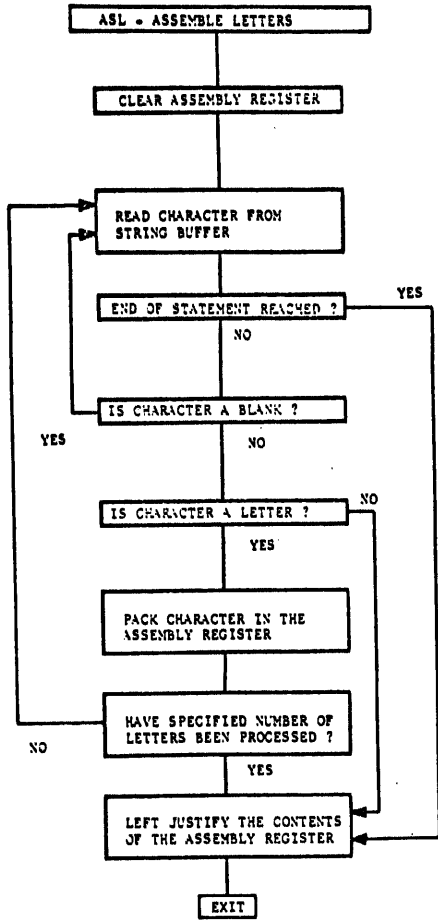 ASL - ASSEMBLE LETTERS
CLEAR ASSEMBLY REGISTER
READ CHARACTER FROM
STRING BUFFER
END OF STATEMENT REACHED ?
YES
NO
IS CHARACTER A BLANK ?
YES
NO
IS CHARACTER A LETTER ?
NO
YES
PACK CHARACTER IN THE
ASSEMBLY REGISTER
HAVE SPECIFIED NUMBER OF
LETTERS BEEN PROCESSED ?
NO
YES
LEFT JUSTIFY THE CONTENTS
OF THE ASSEMBLY REGISTER
EXIT